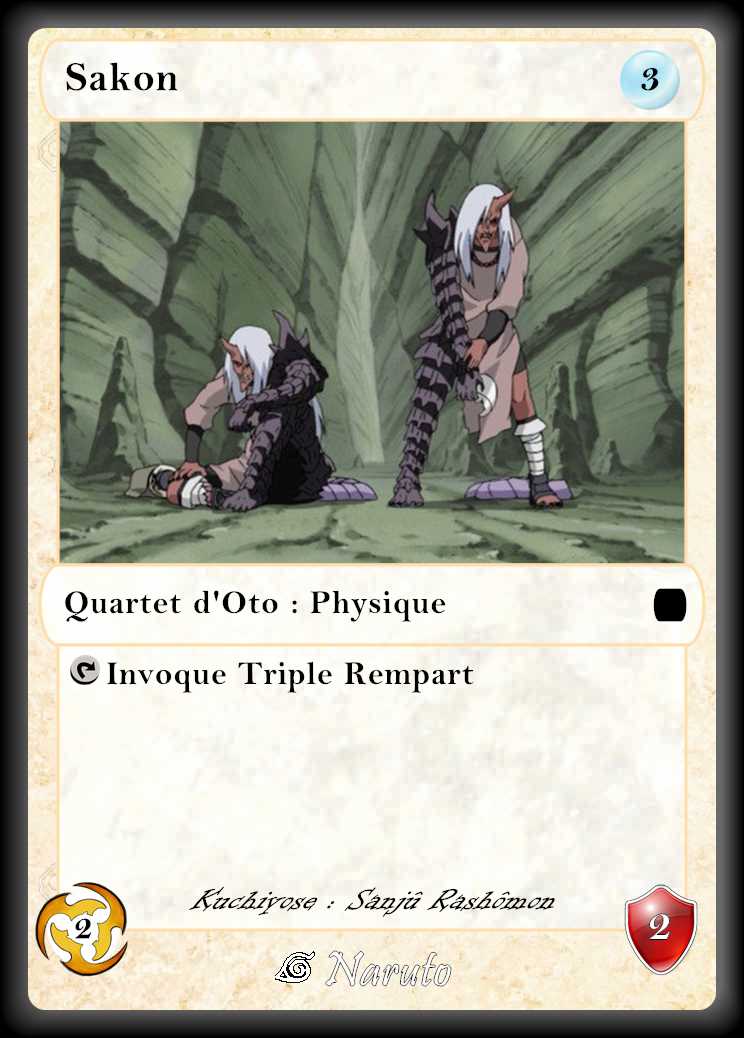 Sakon
3
Quartet d'Oto : Physique
Invoque Triple Rempart
Kuchiyose : Sanjû Rashômon
2
2
Naruto